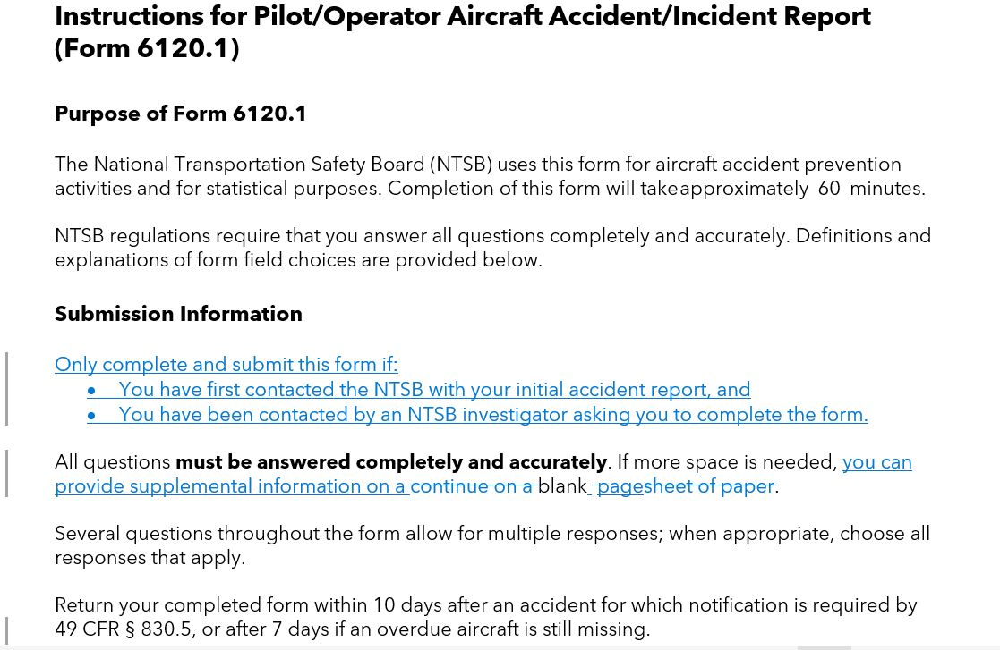 Instructions for Pilot/Operator Aircraft Accident/Incident Report
(Form 6120.1)
Purpose of Form 6120.1
The National Transportation Safety Board (NTSB) uses this form for aircraft accident prevention
activities and for statistical purposes. Completion of this form will takeapproximately 60 minutes.
NTSB regulations require that you answer all questions completely and accurately. Definitions and
explanations of form field choices are provided below.
Submission Information
Only complete and submit this form if:
• You have first contacted the NTSB with your initial accident report, and
• You have been contacted by an NTSB investigator asking you to complete the form.
All questions must be answered completely and accurately. If more space is needed, you can
provide supplemental information on a continue on a blank pagesheet of paper.
Several questions throughout the form allow for multiple responses; when appropriate, choose all
responses that apply.
Return your completed form within 10 days after an accident for which notification is required by
49 CFR § 830.5, or after 7 days if an overdue aircraft is still missing.